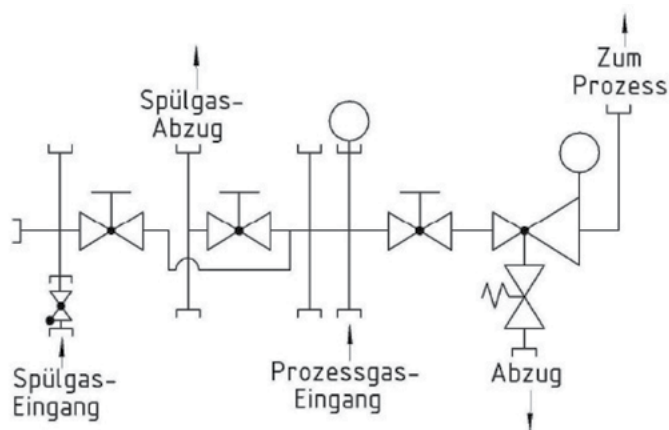 Spülgas-
Abzug
Zum
Prozess
Spülgas-
Eingang
Prozessgas-
Eingang
Abzug